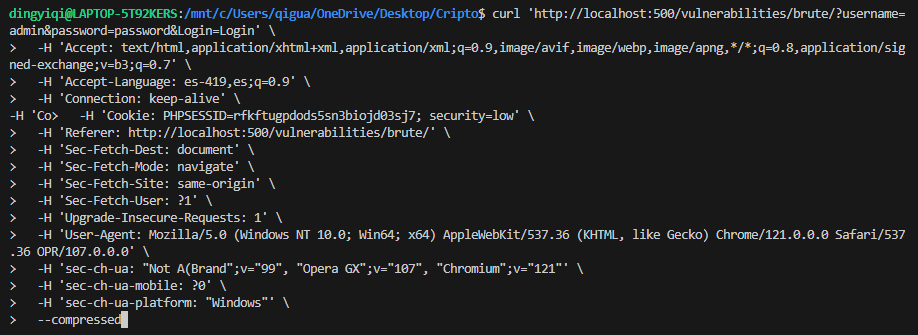 dingyiqi@LAPTOP-5T92KERS:/mnt/c/Users/qigua/OneDrive/Desktop/Cripto$ curl 'http://localhost:500/vulnerabilities/brute/?username=
admin&password=password&Login=Login' \
>   -H 'Accept: text/html,application/xhtml+xml,application/xml;q=0.9,image/avif,image/webp,image/apng,*/*;q=0.8,application/sig
ned-exchange;v=b3;q=0.7' \
>   -H 'Accept-Language: es-419,es;q=0.9' \
>   -H 'Connection: keep-alive' \
-H 'Co>   -H 'Cookie: PHPSESSID=rfkftugpdods5sn3biojd03sj7; security=low' \
>   -H 'Referer: http://localhost:500/vulnerabilities/brute/' \
>   -H 'Sec-Fetch-Dest: document' \
>   -H 'Sec-Fetch-Mode: navigate' \
>   -H 'Sec-Fetch-Site: same-origin' \
>   -H 'Sec-Fetch-User: ?1' \
>   -H 'Upgrade-Insecure-Requests: 1' \
>   -H 'User-Agent: Mozilla/5.0 (Windows NT 10.0; Win64; x64) AppleWebKit/537.36 (KHTML, like Gecko) Chrome/121.0.0.0 Safari/537
.36 OPR/107.0.0.0' \
>   -H 'sec-ch-ua: "Not A(Brand";v="99", "Opera GX";v="107", "Chromium";v="121"' \
>   -H 'sec-ch-ua-mobile: ?0' \
>   -H 'sec-ch-ua-platform: "Windows"' \
>   --compressed